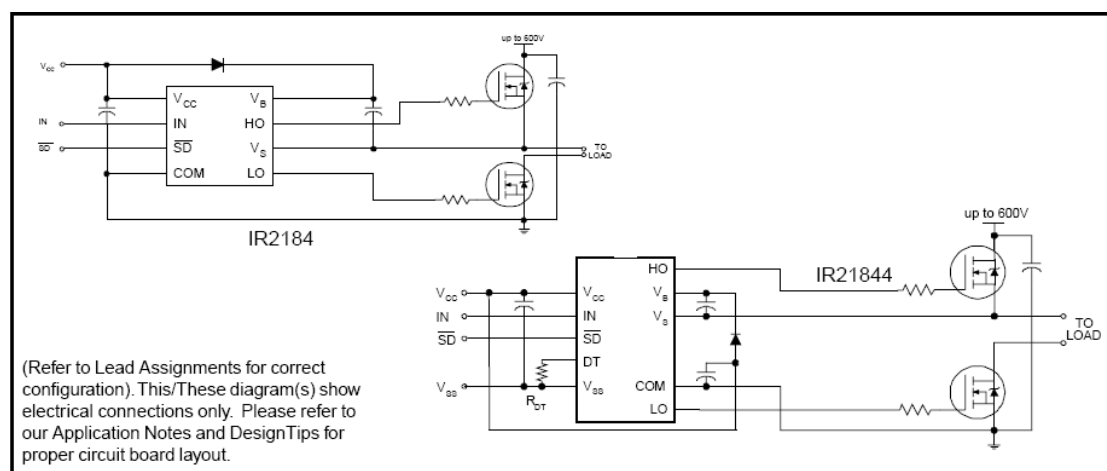 up to 600V
Vcc
VCC VB
IN IN HO
SD SD VS TO
LOAD
COM LO
IR2184
up to 600V
HO IR21844
VCC VCC VB
IN IN VS TO
LOAD
SD SD
DT
VSS VSS COM
RDT
LO
(Refer to Lead Assignments for correct
configuration). This/These diagram(s) show
electrical connections only. Please refer to
our Application Notes and DesignTips for
proper circuit board layout.